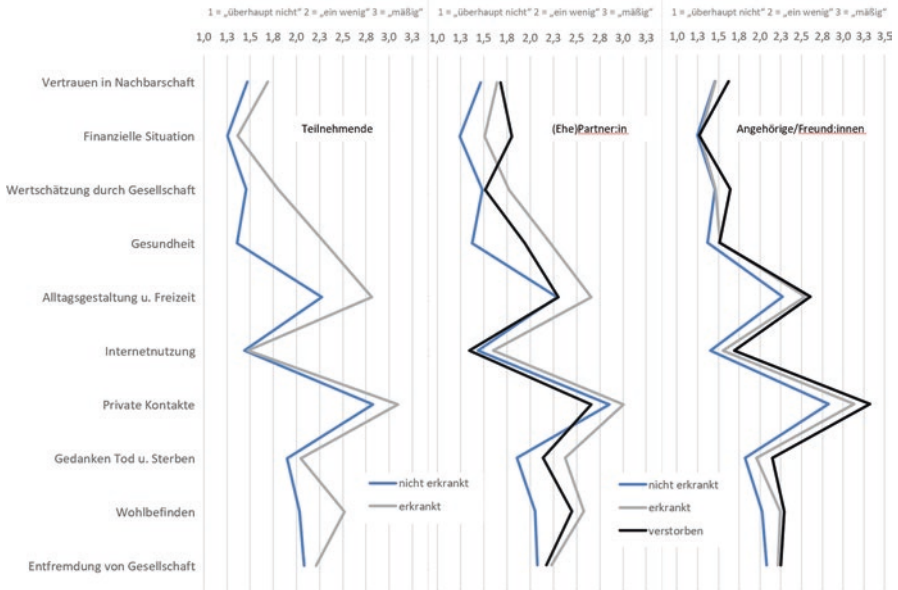 1 = „überhaupt nicht“ 2 = „ein wenig“ 3 = „mäßig“ 1 = „überhaupt nicht“ 2 = „ein wenig“ 3 = „mäßig“ 1 = „überhaupt nicht“ 2 = „ein wenig“ 3 = „mäßig“
1,0 1,3 1,5 1,8 2,0 2,3 2,5 2,8 3,0 3,3 1,0 1,3 1,5 1,8 2,0 2,3 2,5 2,8 3,0 3,3 1,0 1,3 1,5 1,8 2,0 2,3 2,5 2,8 3,0 3,3 3,5
Vertrauen in Nachbarschaft
Finanzielle Situation
Teilnehmende
(Ehe)Partner:in
Angehörige/Freund:innen
Wertschätzung durch Gesellschaft
Gesundheit
Alltagsgestaltung u. Freizeit
Internetnutzung
Private Kontakte
Gedanken Tod u. Sterben
nicht erkrankt
erkrankt
nicht erkrankt
erkrankt
verstorben
Wohlbefinden
Entfremdung von Gesellschaft